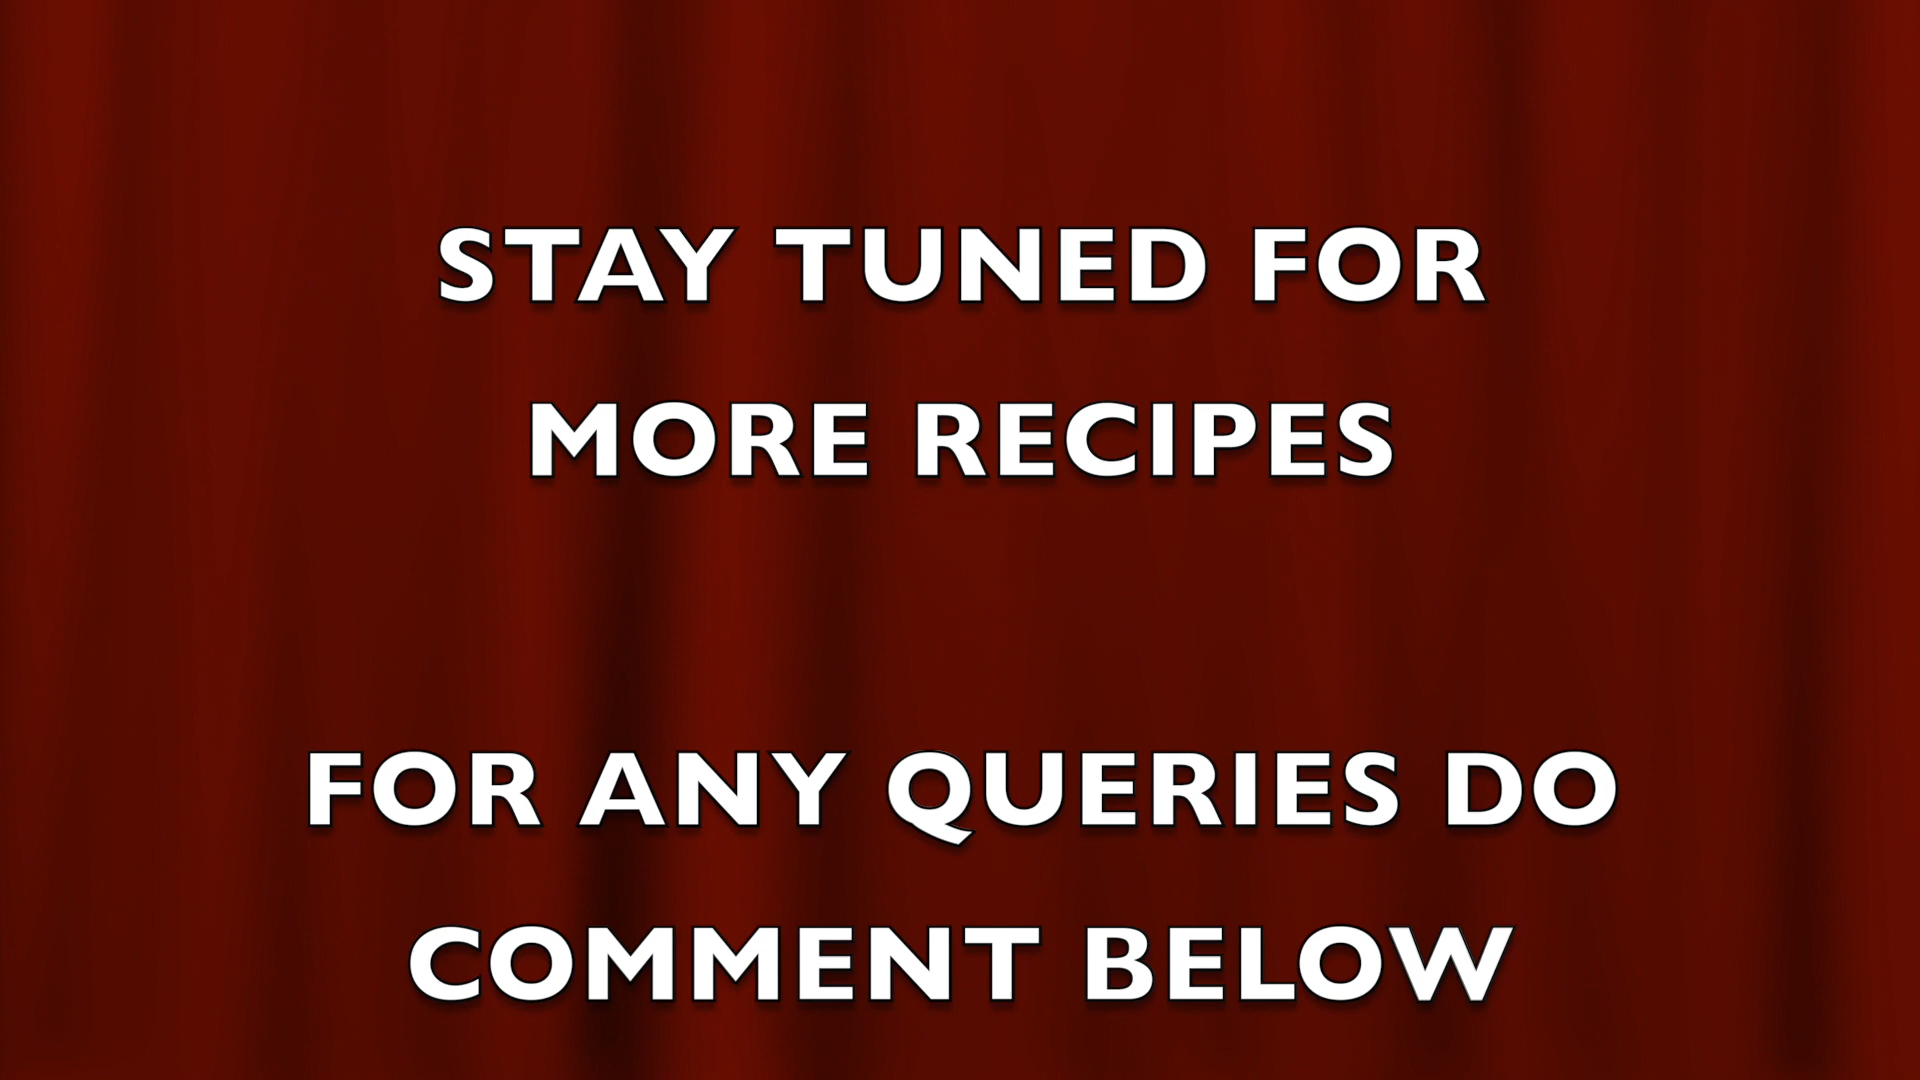 STAY TUNED FOR
MORE RECIPES
FOR ANY QUERIES DO
COMMENT BELOW